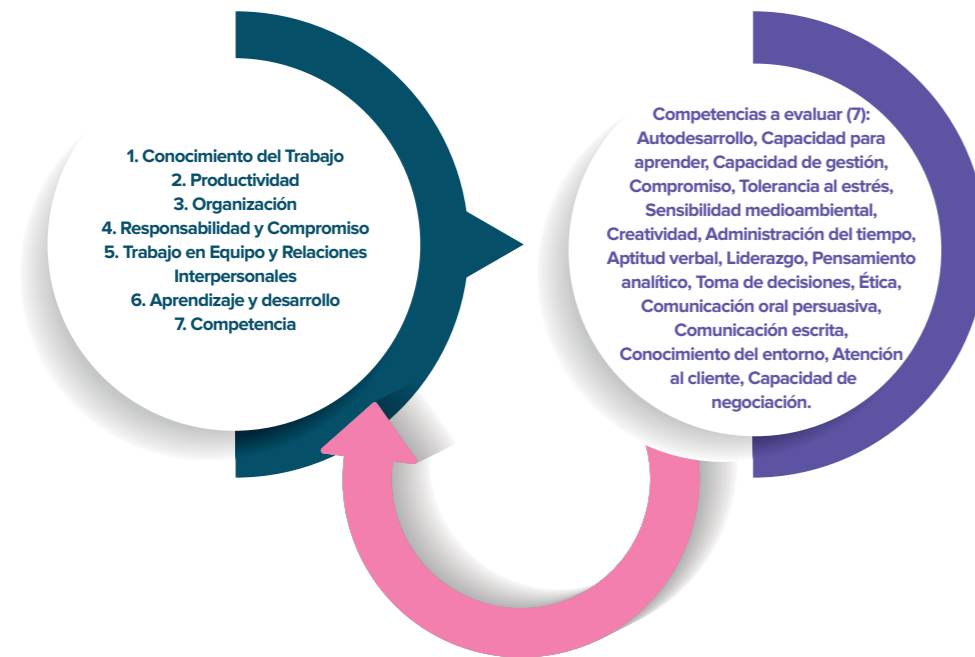 1. Conocimiento del Trabajo
2. Productividad
3. Organización
4. Responsabilidad y Compromiso
5. Trabajo en Equipo y Relaciones
Interpersonales
6. Aprendizaje y desarrollo
7. Competencia
Competencias a evaluar (7):
Autodesarrollo, Capacidad para
aprender, Capacidad de gestión,
Compromiso, Tolerancia al estrés,
Sensibilidad medioambiental,
Creatividad, Administración del tiempo,
Aptitud verbal, Liderazgo, Pensamiento
analítico, Toma de decisiones, Ética,
Comunicación oral persuasiva,
Comunicación escrita,
Conocimiento del entorno, Atención
al cliente, Capacidad de
negociación.